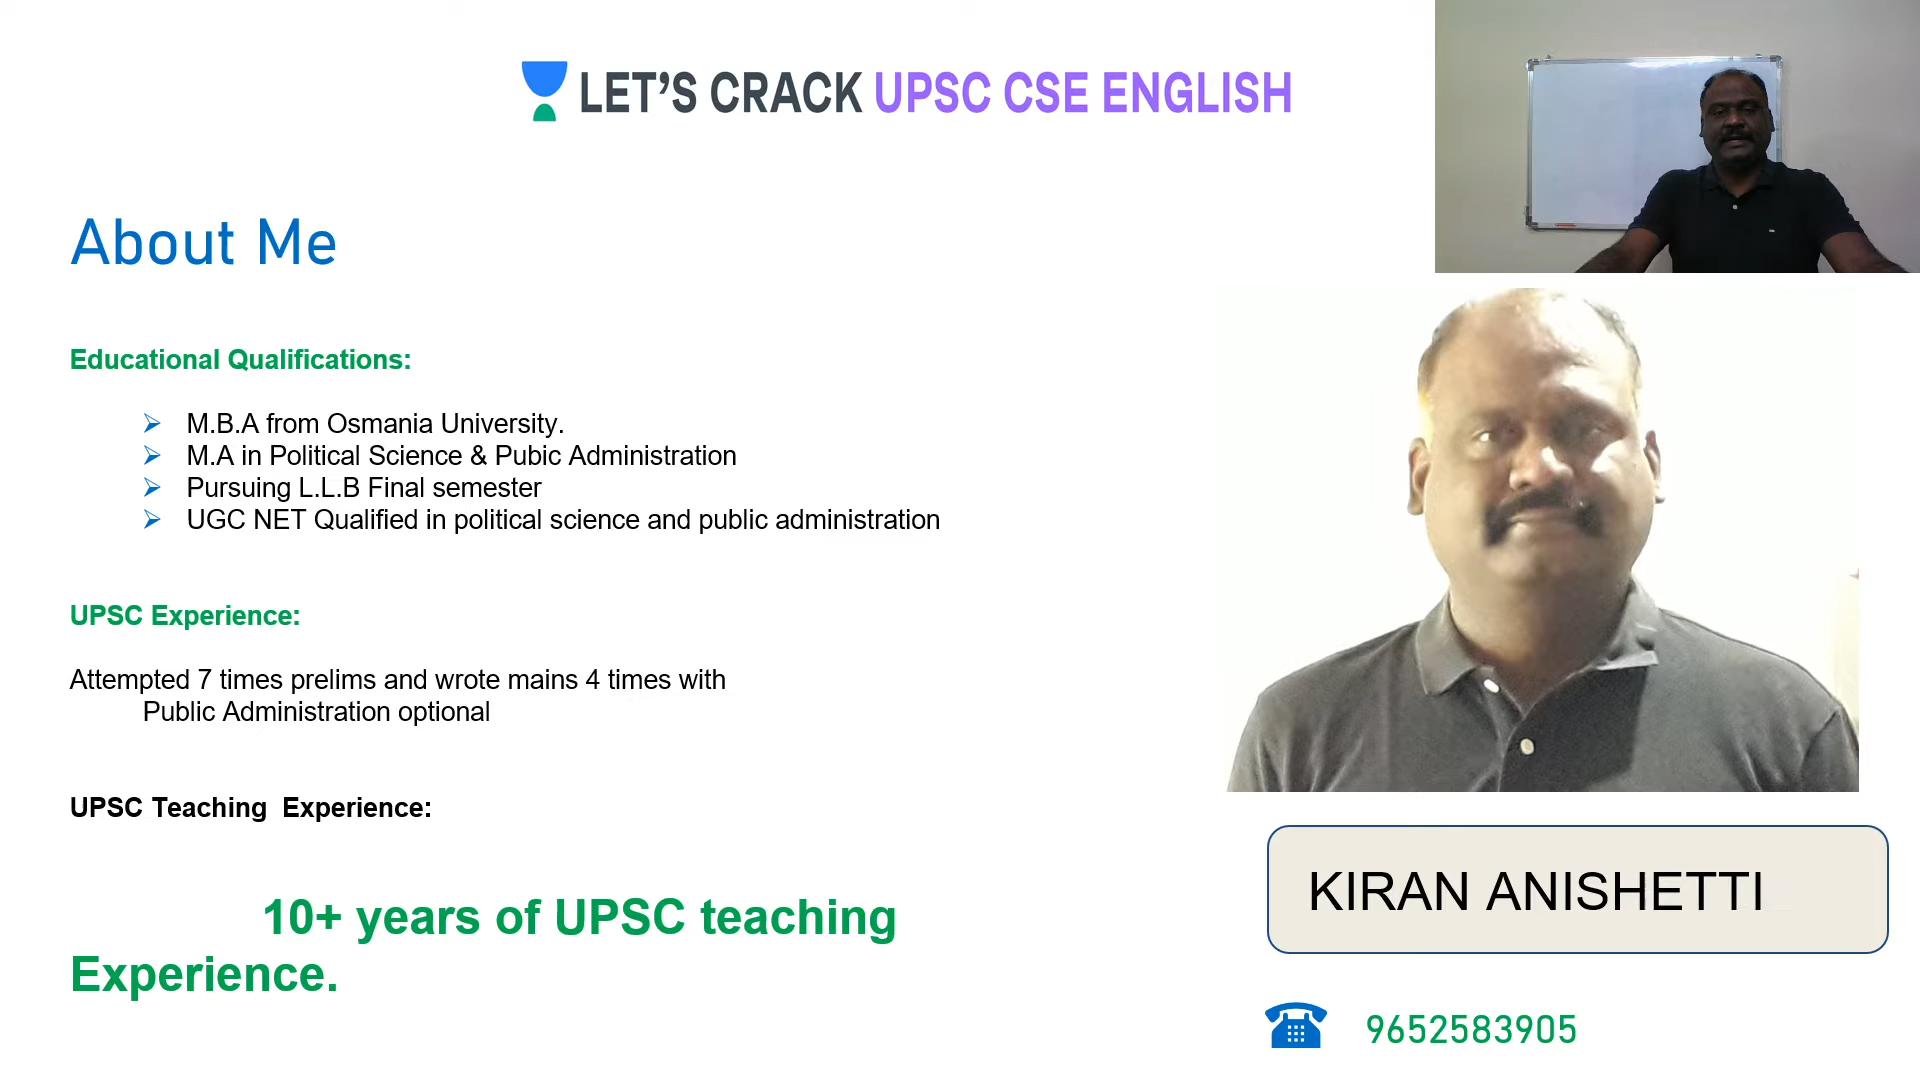 LET'S CRACK UPSC CSE ENGLISH
About Me
Educational Qualifications:
M.B.A from Osmania University.
M.A in Political Science & Pubic Administration
Pursuing L.L.B Final semester
UGC NET Qualified in political science and public administration
UPSC Experience:
Attempted 7 times prelims and wrote mains 4 times with
Public Administration optional
UPSC Teaching  Experience:
10+ years of UPSC teaching
Experience.
KIRAN ANISHETTI
9652583905